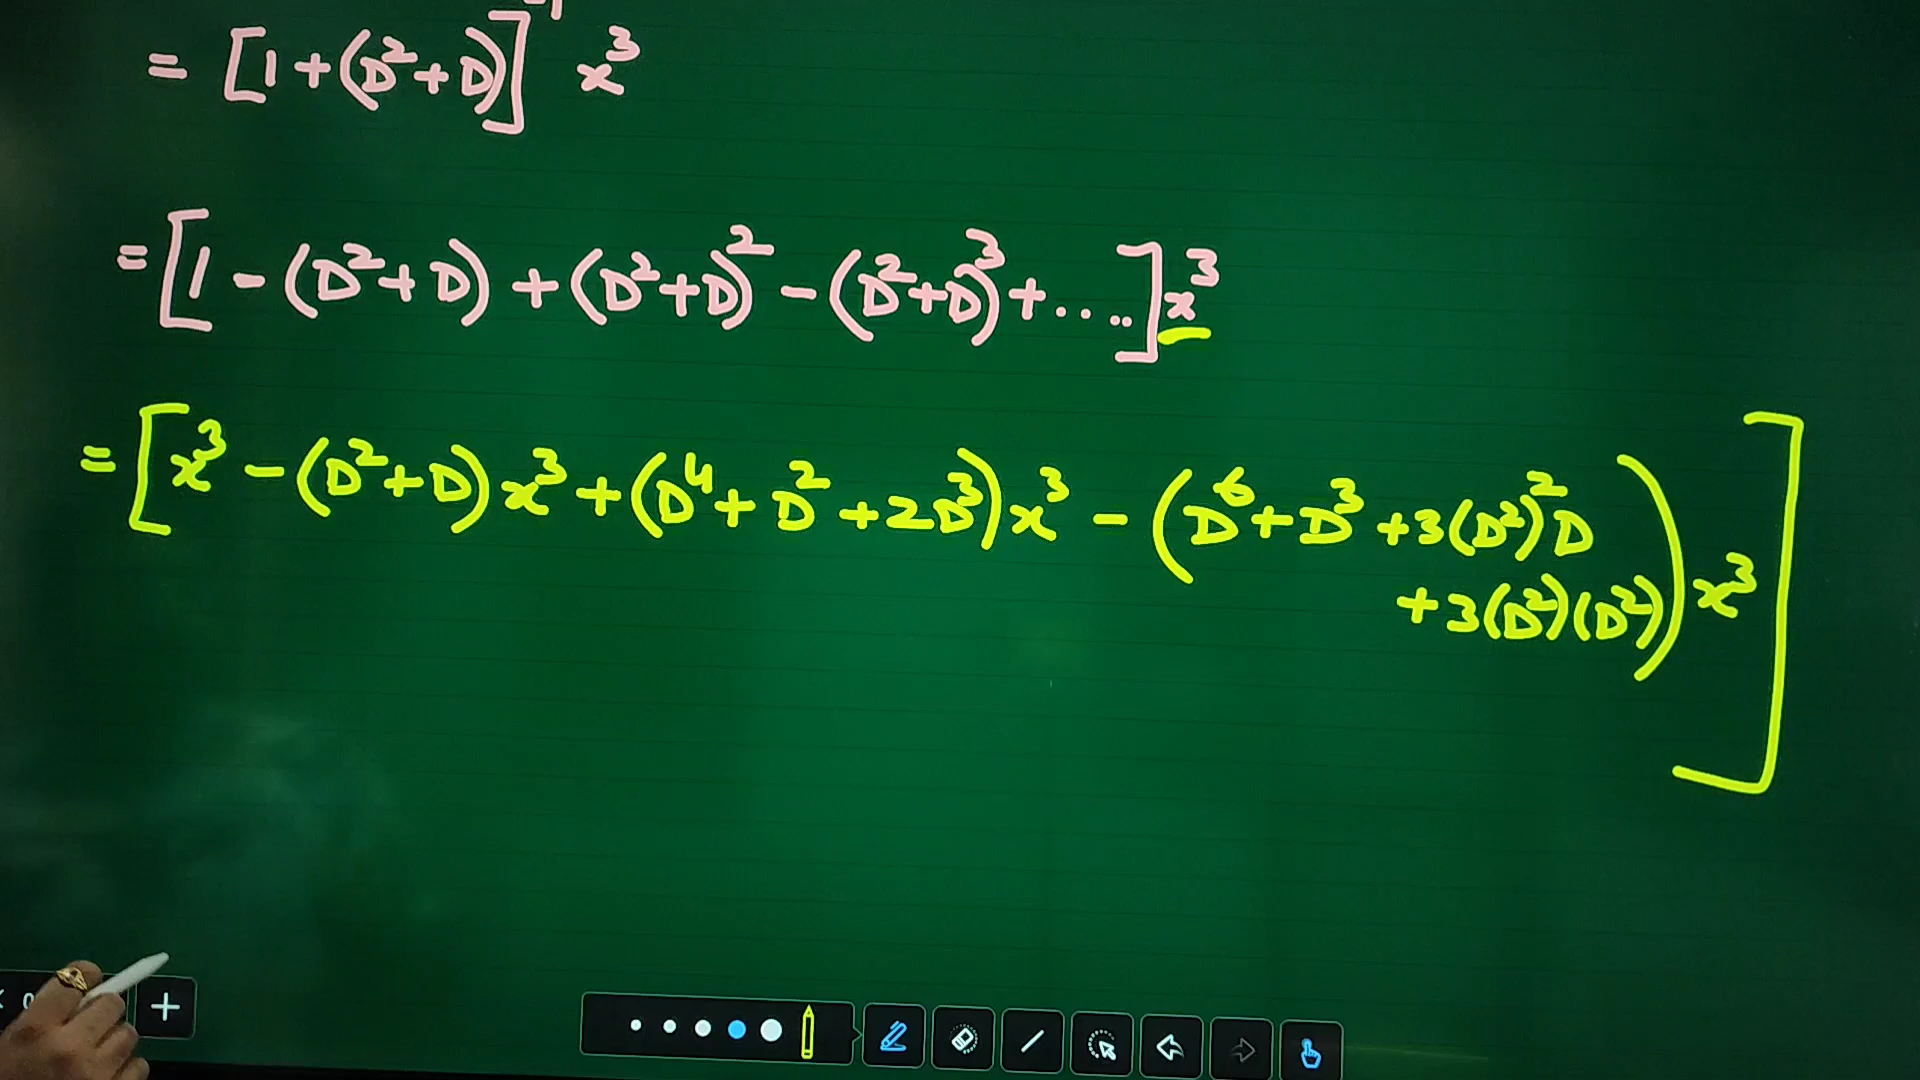 = [1+(D²+D)]⁻¹ x³
= [1 - (D²+D) + (D²+D)² - (D²+D)³ + .....] x³
= [x³ - (D²+D) x³ + (D⁴ + D² + 2D³) x³ - (D⁶ + D³ + 3(D²)²D
+ 3(D²)(D²)) x³]